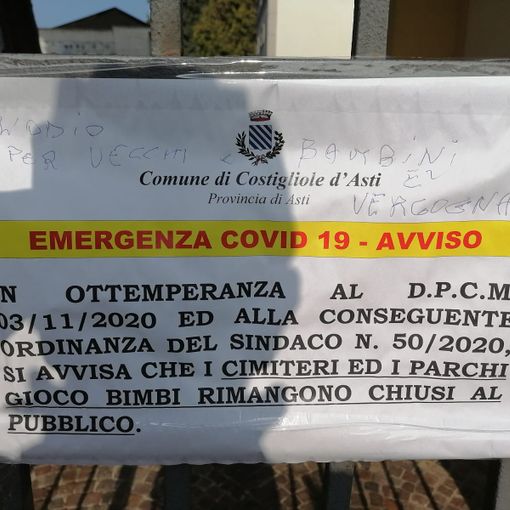 L'ODIO
PER VECCHI E BAMBINI
Comune di Costigliole d'Asti
È
Provincia di Asti
VERGOGNA
EMERGENZA COVID 19 - AVVISO
N OTTEMPERANZA AL D.P.C.M
03/11/2020 ED ALLA CONSEGUENTE
ORDINANZA DEL SINDACO N. 50/2020,
SI AVVISA CHE I CIMITERI ED I PARCHI
GIOCO BIMBI RIMANGONO CHIUSI AL
PUBBLICO.